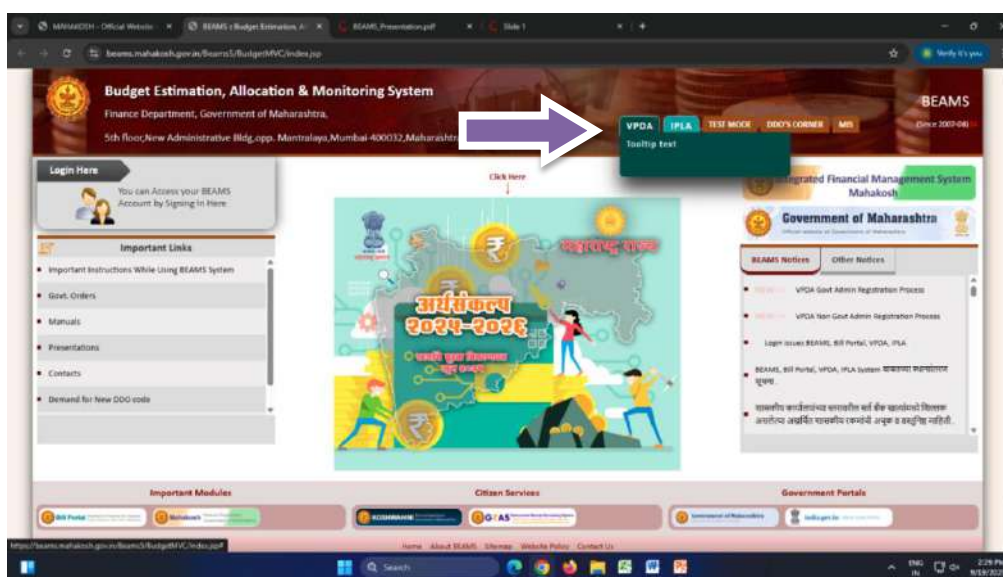 MAHAKOSH - Official Website -
BEAMS : Budget Estimation, Al
BEAMS_Presentation.pdf
Slide 1
beams.mahakosh.gov.in/Beams5/BudgetMVC/index.jsp
Verify it's you
Budget Estimation, Allocation & Monitoring System
Finance Department, Government of Maharashtra,
5th floor,New Administrative Bldg,opp. Mantralaya,Mumbai-400032,Maharashtr
BEAMS
(Since 2007-08)
VPDA
IPLA
TEST MODE
DDO'S CORNER
MIS
Tooltip text
Login Here
You can Access your BEAMS
Account by Signing In Here
Important Links
Important Instructions While Using BEAMS System
Govt. Orders
Manuals
Presentations
Contacts
Demand for New DDO code
Click Here
महाराष्ट्र राज्य
अर्थसंकल्प
२०२५-२०२६
Integrated Financial Management System
Mahakosh
Government of Maharashtra
BEAMS Notices
Other Notices
VPDA Govt Admin Registration Process
VPDA Non Govt Admin Registration Process
Login issues BEAMS, Bill Portal, VPDA, IPLA
BEAMS, Bill Portal, VPDA, IPLA System
सूचना
Important Modules
Citizen Services
Government Portals
Bill Portal
Mahakosh
KOSHWAHINI
GRAS
Government of Maharashtra
india.gov.in
Home About BEAMS Sitemap Website Policy Contact Us
https://beams.mahakosh.gov.in/Beams5/BudgetMVC/index.jsp#
Search
ENG
IN
2:29 PM